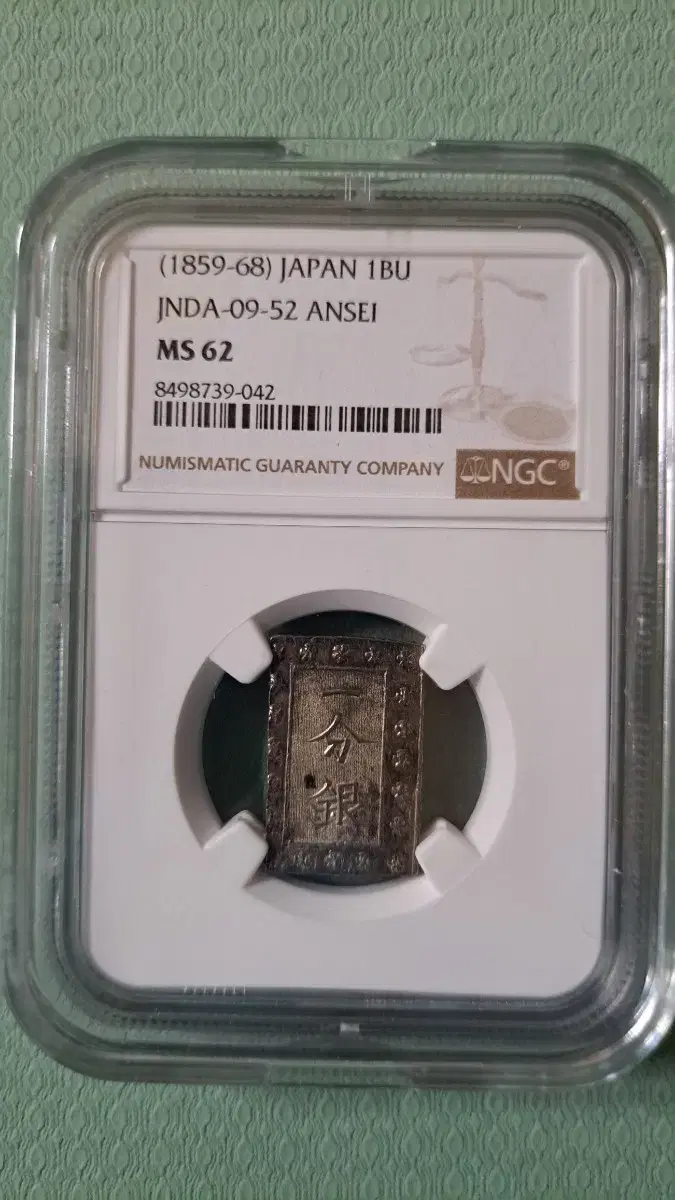 (1859-68) JAPAN 1BU
JNDA-09-52 ANSEI
MS 62
8498739-042
NUMISMATIC GUARANTY COMPANY NGC®
一
分
銀